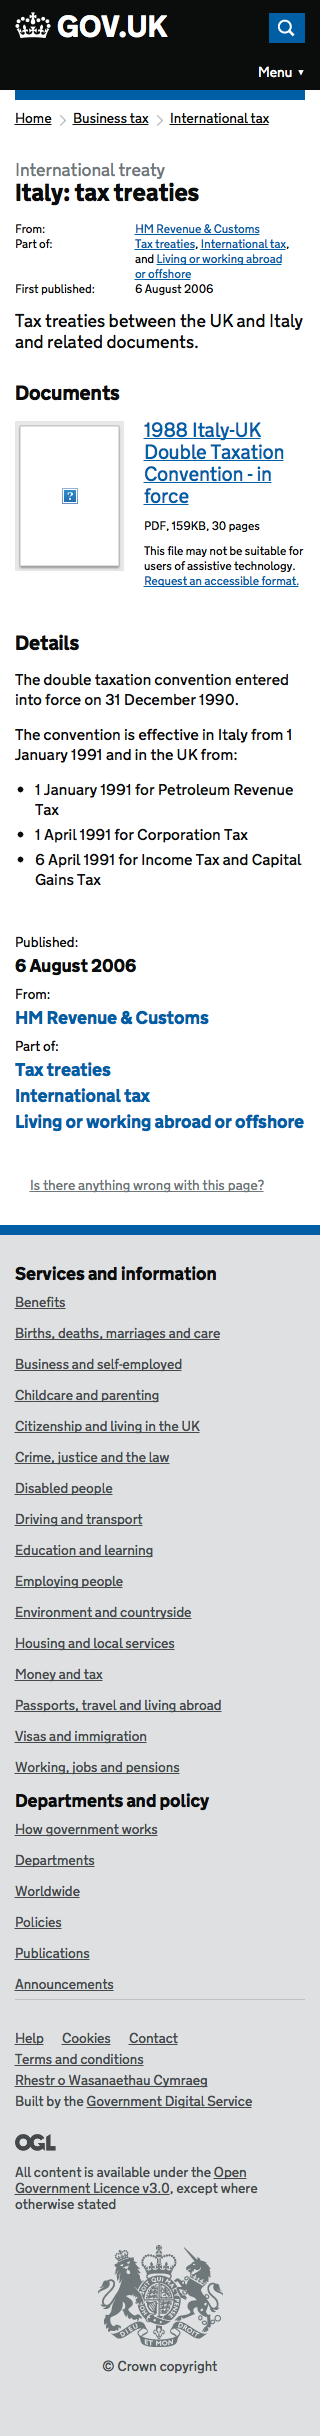 GOV.UK
Menu ▼
Home > Business tax > International tax
International treaty
Italy: tax treaties
From: HM Revenue & Customs
Part of: Tax treaties, International tax,
and Living or working abroad
or offshore
First published: 6 August 2006
Tax treaties between the UK and Italy
and related documents.
Documents
1988 Italy-UK
Double Taxation
Convention - in
force
PDF, 159KB, 30 pages
This file may not be suitable for
users of assistive technology.
Request an accessible format.
Details
The double taxation convention entered
into force on 31 December 1990.
The convention is effective in Italy from 1
January 1991 and in the UK from:
• 1 January 1991 for Petroleum Revenue
Tax
• 1 April 1991 for Corporation Tax
• 6 April 1991 for Income Tax and Capital
Gains Tax
Published:
6 August 2006
From:
HM Revenue & Customs
Part of:
Tax treaties
International tax
Living or working abroad or offshore
Is there anything wrong with this page?
Services and information
Benefits
Births, deaths, marriages and care
Business and self-employed
Childcare and parenting
Citizenship and living in the UK
Crime, justice and the law
Disabled people
Driving and transport
Education and learning
Employing people
Environment and countryside
Housing and local services
Money and tax
Passports, travel and living abroad
Visas and immigration
Working, jobs and pensions
Departments and policy
How government works
Departments
Worldwide
Policies
Publications
Announcements
Help Cookies Contact
Terms and conditions
Rhestr o Wasanaethau Cymraeg
Built by the Government Digital Service
OGL
All content is available under the Open
Government Licence v3.0, except where
otherwise stated
DIEU ET MON DROIT
© Crown copyright